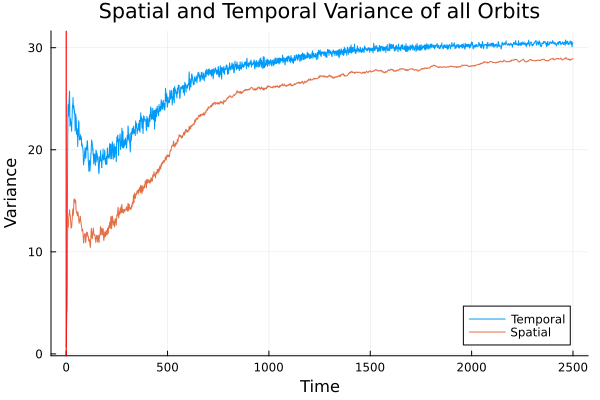 Spatial and Temporal Variance of all Orbits
30
20
10
0
Variance
Temporal
Spatial
0 500 1000 1500 2000 2500
Time